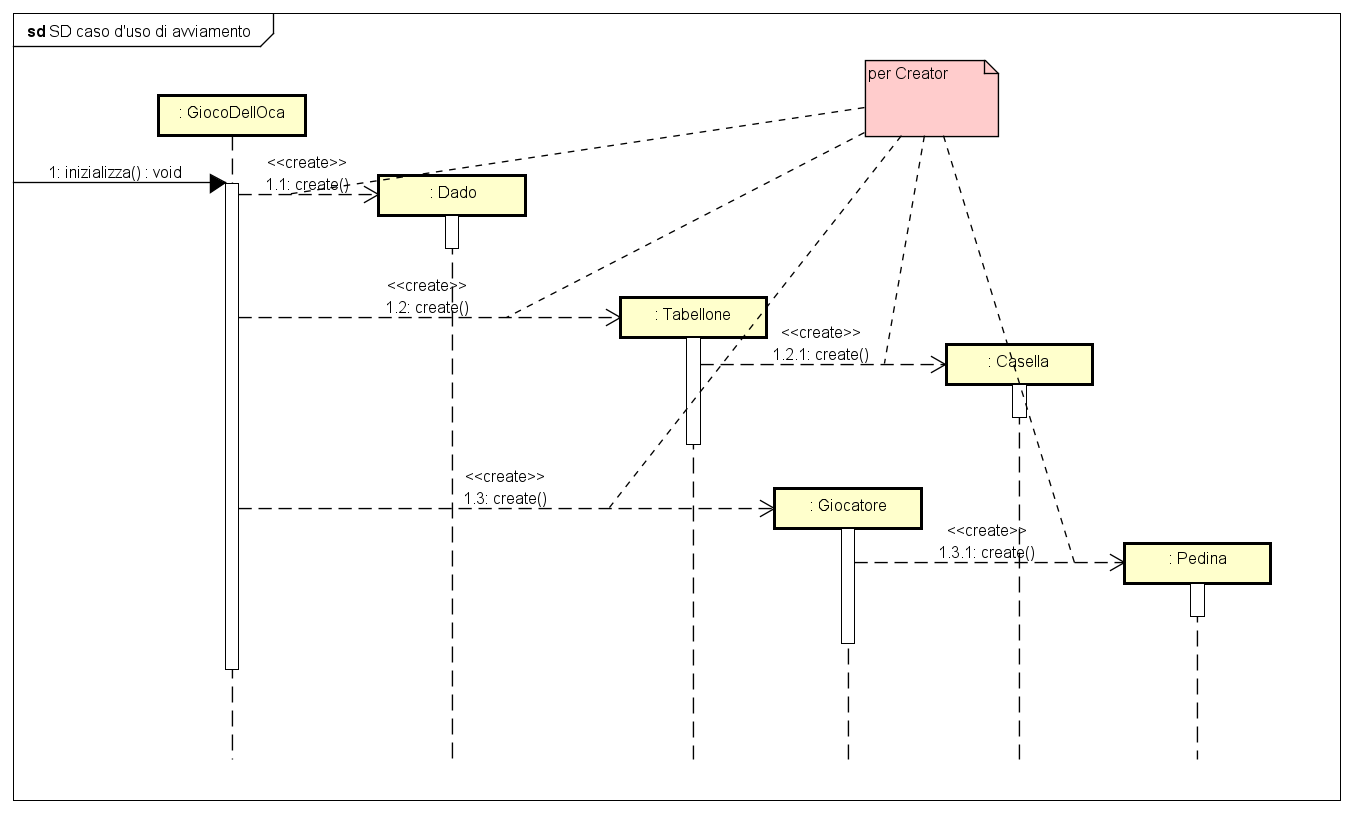 sd SD caso d'uso di avviamento
per Creator
: GiocoDellOca
1: inizializza() : void
<<create>>
1.1: create()
: Dado
<<create>>
1.2: create()
: Tabellone
<<create>>
1.2.1: create()
: Casella
<<create>>
1.3: create()
: Giocatore
<<create>>
1.3.1: create()
: Pedina